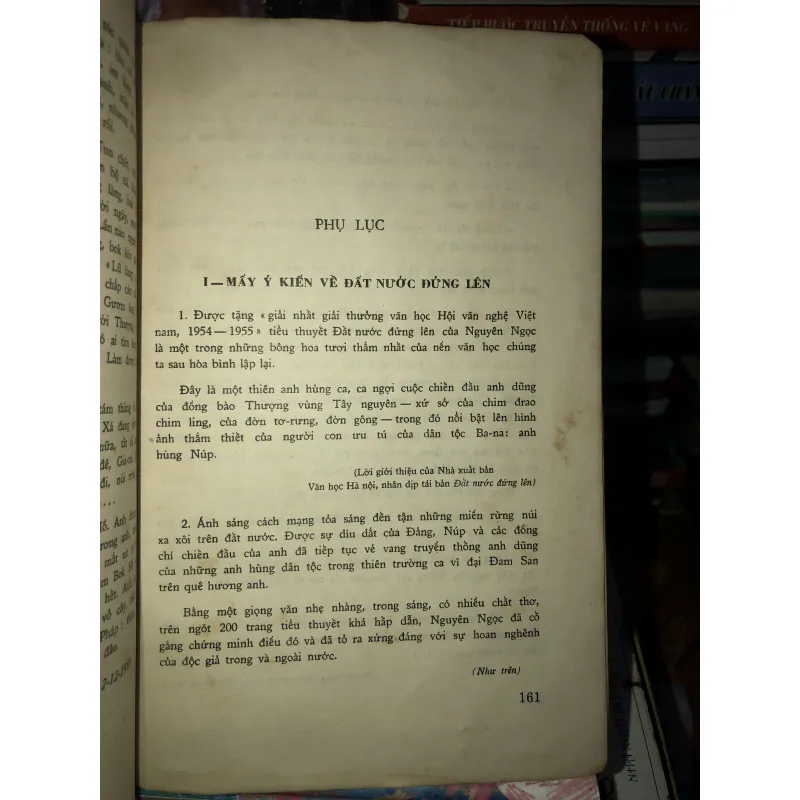 TIẾP BƯỚC TRUYỀN THỐNG VẺ VANG
PHỤ LỤC
I — MẤY Ý KIẾN VỀ ĐẤT NƯỚC ĐỨNG LÊN
1. Được tặng « giải nhất giải thưởng văn học Hội văn nghệ Việt
nam, 1954 — 1955 » tiểu thuyết Đất nước đứng lên của Nguyên Ngọc
là một trong những bông hoa tươi thắm nhất của nền văn học chúng
ta sau hòa bình lập lại.
Đây là một thiên anh hùng ca, ca ngợi cuộc chiến đấu anh dũng
của đồng bào Thượng vùng Tây nguyên — xứ sở của chim đrao
chim ling, của đờn tơ-rưng, đờn gông — trong đó nổi bật lên hình
ảnh thắm thiết của người con ưu tú của dân tộc Ba-na: anh
hùng Núp.
(Lời giới thiệu của Nhà xuất bản
Văn học Hà nội, nhân dịp tái bản Đất nước đứng lên)
2. Ánh sáng cách mạng tỏa sáng đến tận những miền rừng núi
xa xôi trên đất nước. Được sự dìu dắt của Đảng, Núp và các đồng
chí chiến đấu của anh đã tiếp tục vẻ vang truyền thống anh dũng
của những anh hùng dân tộc trong thiên trường ca vĩ đại Đam San
trên quê hương anh.
Bằng một giọng văn nhẹ nhàng, trong sáng, có nhiều chất thơ,
trên ngót 200 trang tiểu thuyết khá hấp dẫn, Nguyên Ngọc đã cố
gắng chứng minh điều đó và đã tỏ ra xứng đáng với sự hoan nghênh
của độc giả trong và ngoài nước.
(Như trên)
161